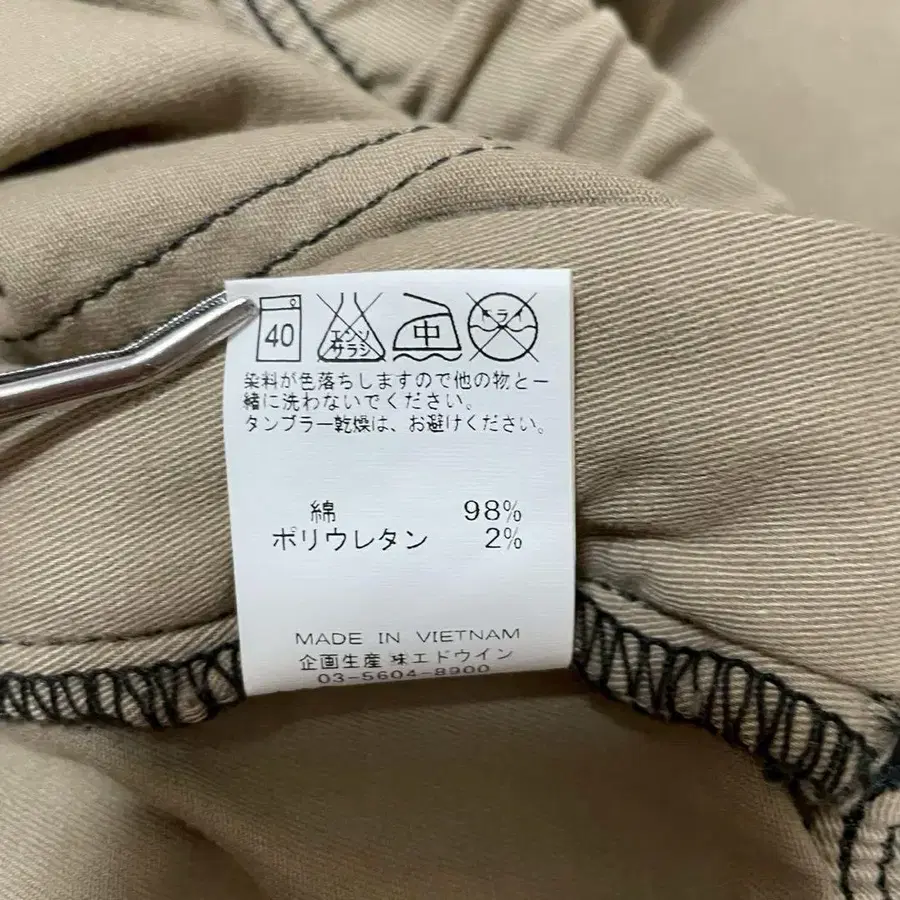 40
エンソ
サラシ
中
ドライ
染料が色落ちしますので他の物と一
緒に洗わないでください。
タンブラー乾燥は、お避けください。
綿 98%
ポリウレタン 2%
MADE IN VIETNAM
企画生産 ㈱エドウイン
03-5604-8900